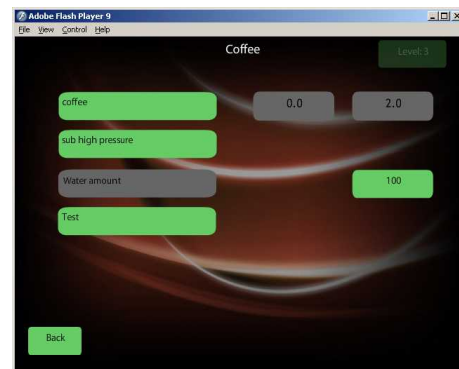 Adobe Flash Player 9
File View Control Help
Coffee
Level: 3
coffee 0.0 2.0
sub high pressure
Water amount 100
Test
Back